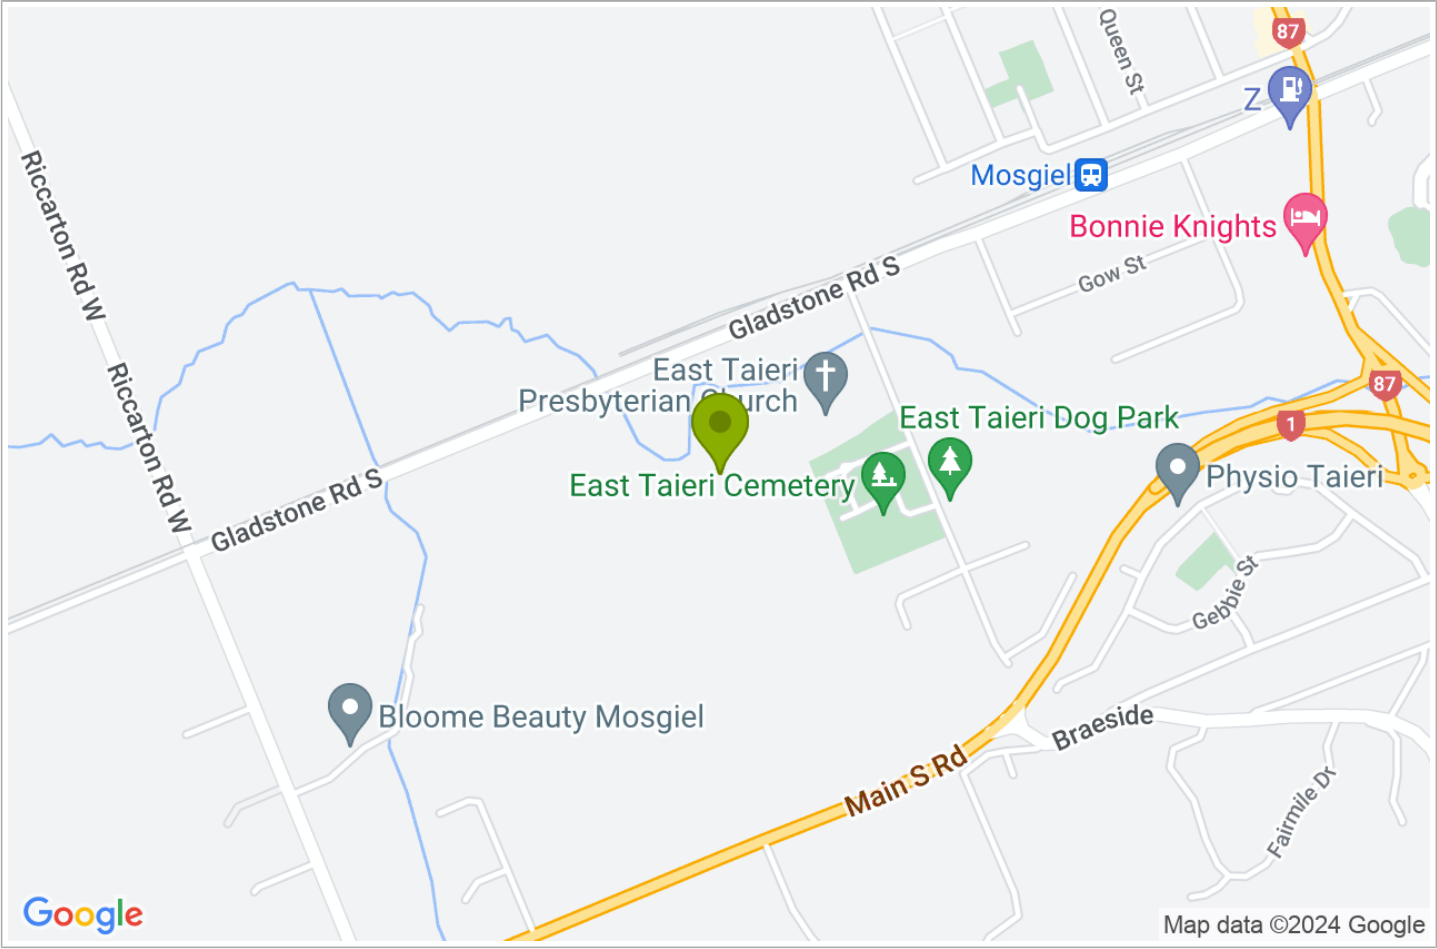 87
Queen St
Z
Mosgiel
Riccarton Rd W
Bonnie Knights
Gow St
Gladstone Rd S
East Taieri
Presbyterian Church
Riccarton Rd W
87
East Taieri Dog Park
1
Physio Taieri
East Taieri Cemetery
Gladstone Rd S
Gebbie St
Bloome Beauty Mosgiel
Braeside
Main S Rd
Fairmile Dr
Google
Map data ©2024 Google